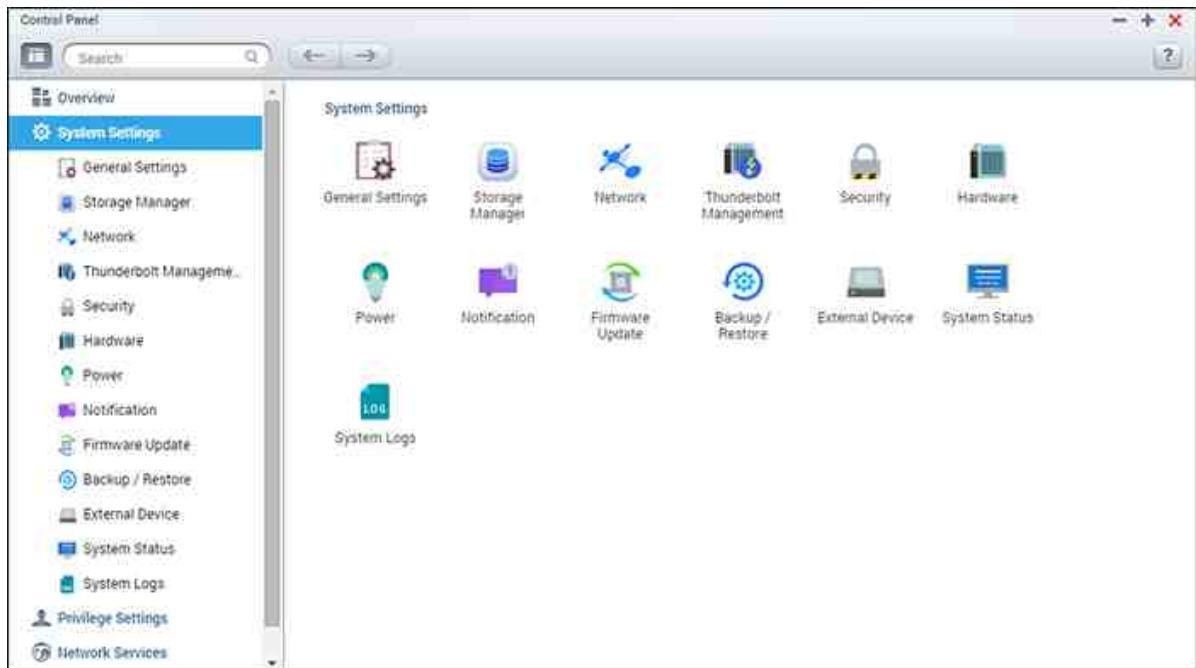 Control Panel
Search
?
Overview
System Settings
General Settings
Storage Manager
Network
Thunderbolt Manageme..
Security
Hardware
Power
Notification
Firmware Update
Backup / Restore
External Device
System Status
System Logs
Privilege Settings
Network Services
System Settings
General Settings
Storage
Manager
Network
Thunderbolt
Management
Security
Hardware
Power
Notification
Firmware
Update
Backup /
Restore
External Device
System Status
LOG
System Logs